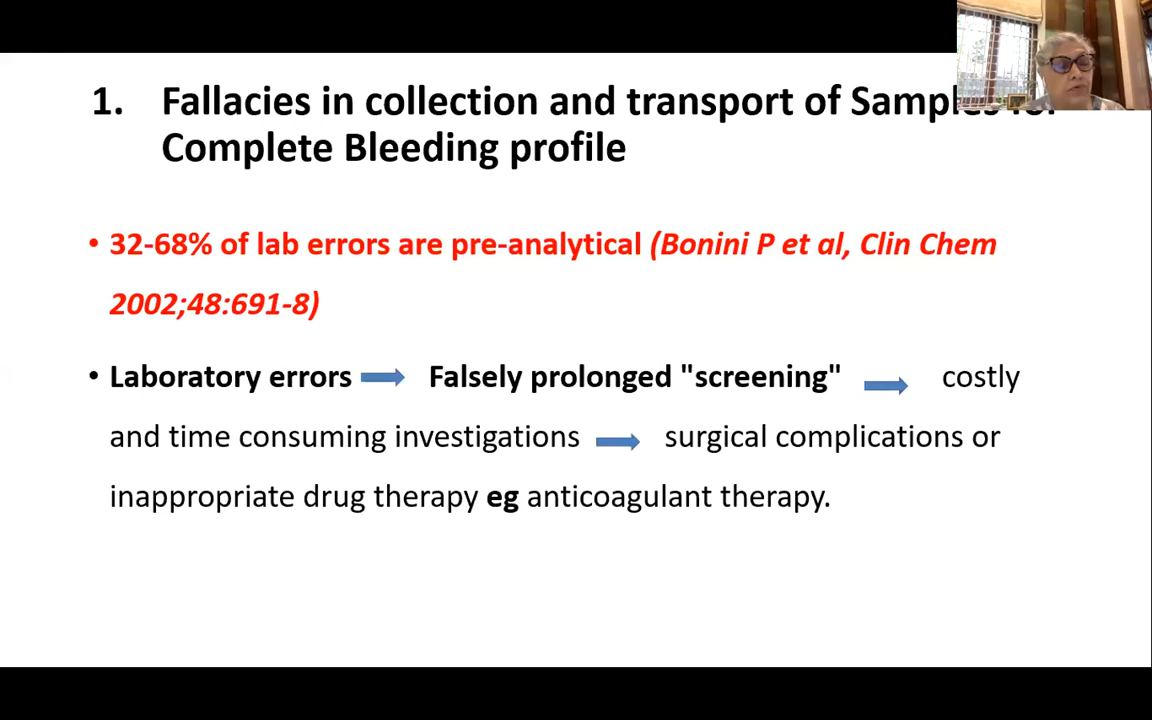 1. Fallacies in collection and transport of Samples for
Complete Bleeding profile
• 32-68% of lab errors are pre-analytical (Bonini P et al, Clin Chem
2002;48:691-8)
• Laboratory errors Falsely prolonged "screening" costly
and time consuming investigations surgical complications or
inappropriate drug therapy eg anticoagulant therapy.